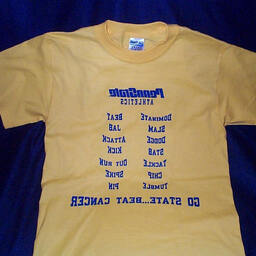 PennState
ATHLETICS
BEAT DOMINATE
JAB SLAM
ATTACK DODGE
KICK STAB
OUT RUN TACKLE
SPIKE CHIP
PIN TUMBLE
GO STATE...BEAT CANCER